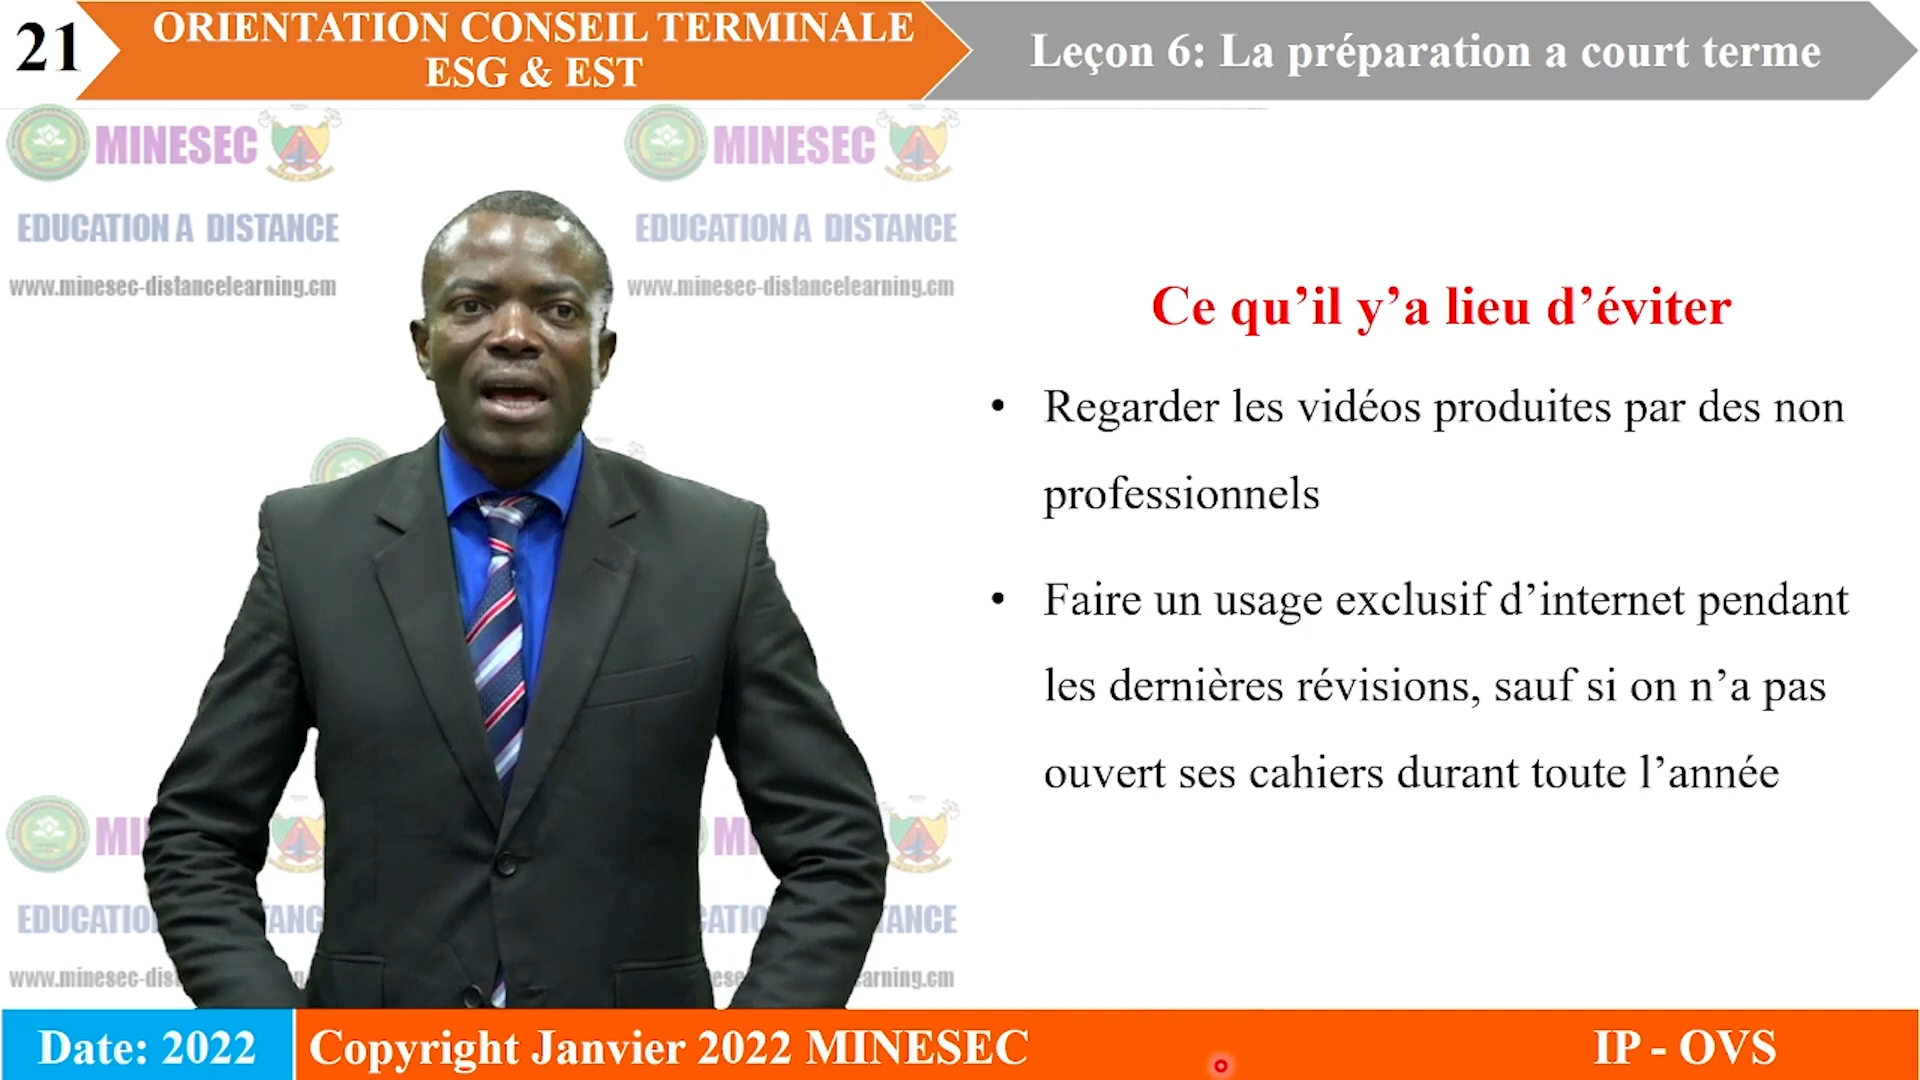 21
ORIENTATION CONSEIL TERMINALE
ESG & EST
Leçon 6: La préparation a court terme
MINESEC
EDUCATION A DISTANCE
www.minesec-distancelearning.cm
MINESEC
EDUCATION A DISTANCE
www.minesec-distancelearning.cm
Ce qu’il y’a lieu d’éviter
• Regarder les vidéos produites par des non
professionnels
• Faire un usage exclusif d’internet pendant
les dernières révisions, sauf si on n’a pas
ouvert ses cahiers durant toute l’année
Date: 2022
Copyright Janvier 2022 MINESEC
IP - OVS